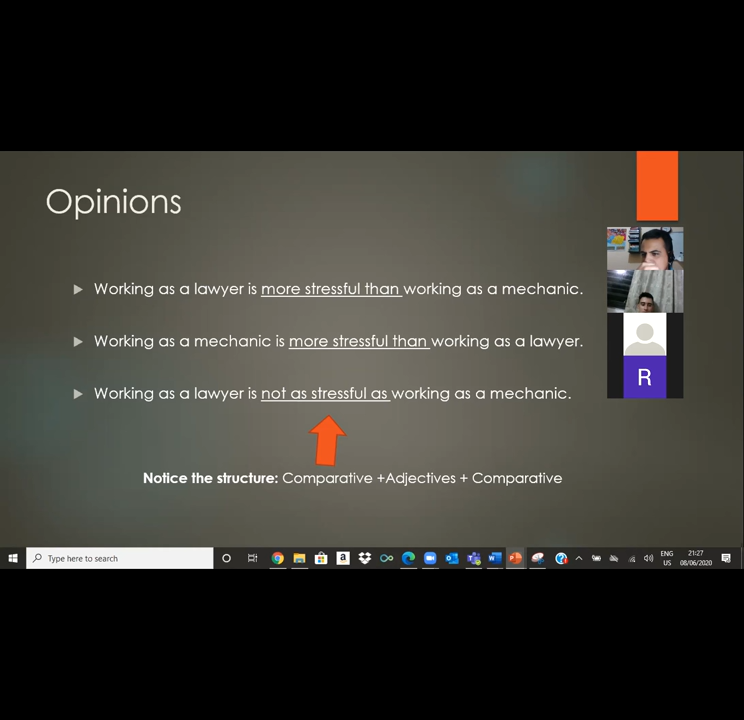 Opinions
Working as a lawyer is more stressful than working as a mechanic.
Working as a mechanic is more stressful than working as a lawyer.
Working as a lawyer is not as stressful as working as a mechanic.
Notice the structure: Comparative +Adjectives + Comparative
R
Type here to search
ENG
US
21:27
08/06/2020